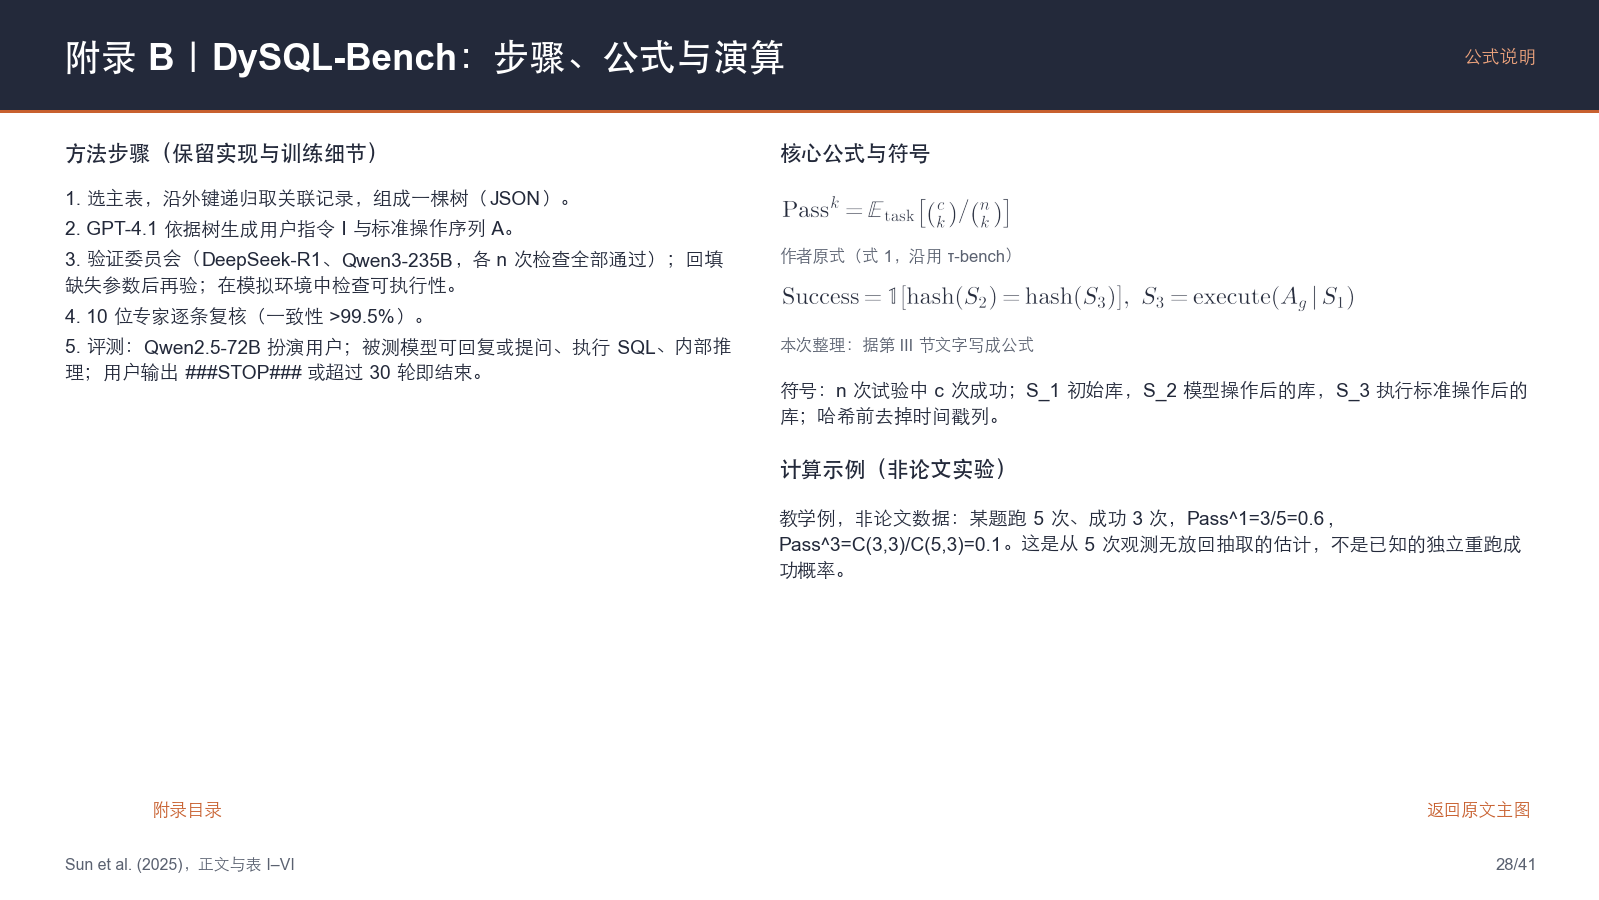 附录 B｜DySQL-Bench：步骤、公式与演算
公式说明
方法步骤（保留实现与训练细节）
1. 选主表，沿外键递归取关联记录，组成一棵树（JSON）。
2. GPT-4.1 依据树生成用户指令 I 与标准操作序列 A。
3. 验证委员会（DeepSeek-R1、Qwen3-235B，各 n 次检查全部通过）；回填
缺失参数后再验；在模拟环境中检查可执行性。
4. 10 位专家逐条复核（一致性 >99.5%）。
5. 评测：Qwen2.5-72B 扮演用户；被测模型可回复或提问、执行 SQL、内部推
理；用户输出 ###STOP### 或超过 30 轮即结束。
核心公式与符号
Pass^k = 𝔼_task[(c k)/(n k)]
作者原式（式 1，沿用 τ-bench）
Success = 𝟙[hash(S_2) = hash(S_3)], S_3 = execute(A_g | S_1)
本次整理：据第 III 节文字写成公式
符号：n 次试验中 c 次成功；S_1 初始库，S_2 模型操作后的库，S_3 执行标准操作后的
库；哈希前去掉时间戳列。
计算示例（非论文实验）
教学例，非论文数据：某题跑 5 次、成功 3 次，Pass^1=3/5=0.6，
Pass^3=C(3,3)/C(5,3)=0.1。这是从 5 次观测无放回抽取的估计，不是已知的独立重跑成
功概率。
附录目录
返回原文主图
Sun et al. (2025)，正文与表 I–VI
28/41